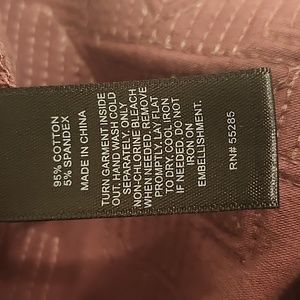 95% COTTON
5% SPANDEX
MADE IN CHINA
TURN GARMENT INSIDE
OUT. HAND WASH COLD
SEPARATELY. ONLY
NON-CHLORINE BLEACH
WHEN NEEDED. REMOVE
PROMPTLY. LAY FLAT
TO DRY. COOL IRON
IF NEEDED. DO NOT
IRON ON
EMBELLISHMENT.
RN# 55285